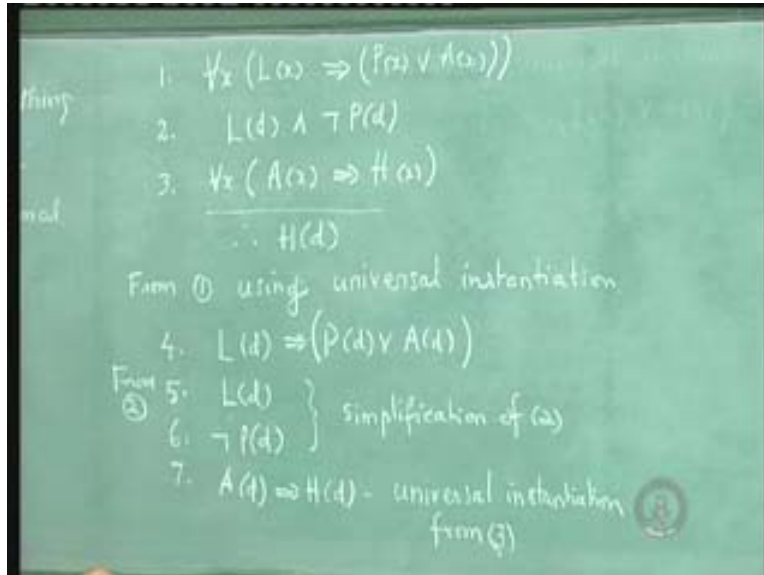 1. ∀x (L(x) ⇒ (P(x) ∨ A(x)))
thing
2. L(d) ∧ ¬ P(d)
3. ∀x (A(x) ⇒ H(x))
∴ H(d)
From ① using universal instantiation.
4. L(d) ⇒ (P(d) ∨ A(d))
From ② 5. L(d)
6. ¬ P(d) } simplification of (2)
7. A(d) ⇒ H(d) - universal instantiation
from (3)